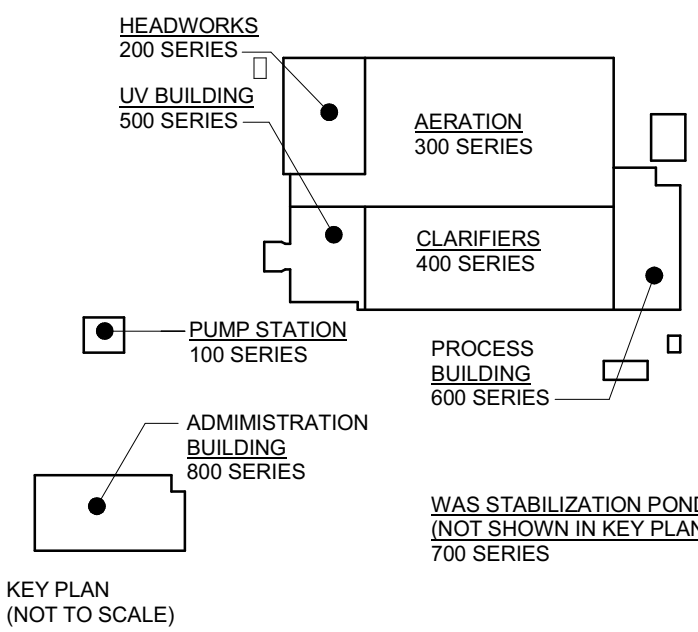 HEADWORKS
200 SERIES
UV BUILDING
500 SERIES
AERATION
300 SERIES
CLARIFIERS
400 SERIES
PUMP STATION
100 SERIES
PROCESS
BUILDING
600 SERIES
ADMIMISTRATION
BUILDING
800 SERIES
WAS STABILIZATION POND
(NOT SHOWN IN KEY PLAN
700 SERIES
KEY PLAN
(NOT TO SCALE)